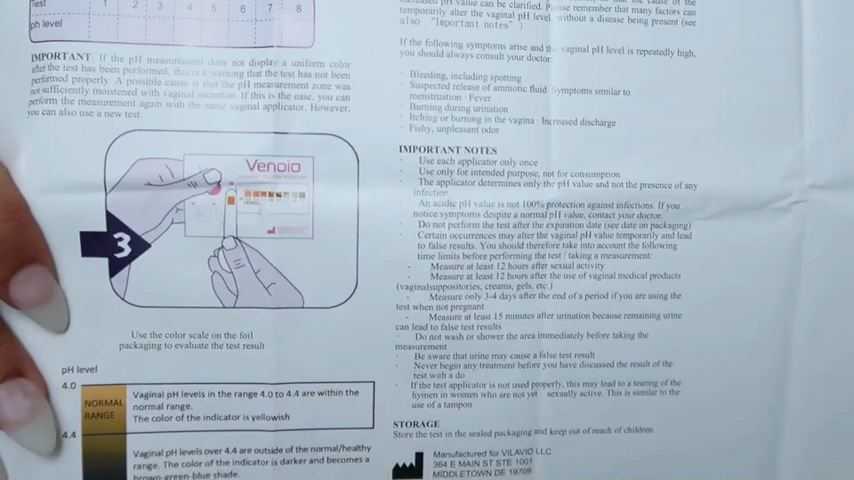 Test 1 2 3 4 5 6 7 8
ph level
IMPORTANT: If the pH measurement does not display a uniform color
after the test has been performed, this is a warning that the test has not been
performed properly. A possible cause is that the pH measurement zone was
not sufficiently moistened with vaginal secretion. If this is the case, you can
perform the measurement again with the same vaginal applicator. However,
you can also use a new test.
Venoio
3
Use the color scale on the foil
packaging to evaluate the test result
pH level
4.0
NORMAL
RANGE
4.4
Vaginal pH levels in the range 4.0 to 4.4 are within the
normal range.
The color of the indicator is yellowish
Vaginal pH levels over 4.4 are outside of the normal/healthy
range. The color of the indicator is darker and becomes a
brown-green-blue shade.
pH value can be clarified. Please remember that many factors can
temporarily alter the vaginal pH level without a disease being present (see
also "Important notes")
If the following symptoms arise and the vaginal pH level is repeatedly high,
you should always consult your doctor:
· Bleeding, including spotting
· Suspected release of amniotic fluid · Symptoms similar to
menstruation · Fever
· Burning during urination
· Itching or burning in the vagina · Increased discharge
· Fishy, unpleasant odor
IMPORTANT NOTES
· Use each applicator only once
· Use only for intended purpose, not for consumption
· The applicator determines only the pH value and not the presence of any
infection.
· An acidic pH value is not 100% protection against infections. If you
notice symptoms despite a normal pH value, contact your doctor.
· Do not perform the test after the expiration date (see date on packaging)
· Certain occurrences may alter the vaginal pH value temporarily and lead
to false results. You should therefore take into account the following
time limits before performing the test / taking a measurement:
- Measure at least 12 hours after sexual activity
- Measure at least 12 hours after the use of vaginal medical products
(vaginalsuppositories, creams, gels, etc.)
- Measure only 3-4 days after the end of a period if you are using the
test when not pregnant
- Measure at least 15 minutes after urination because remaining urine
can lead to false test results
· Do not wash or shower the area immediately before taking the
measurement
· Be aware that urine may cause a false test result
· Never begin any treatment before you have discussed the result of the
test with a do
· If the test applicator is not used properly, this may lead to a tearing of the
hymen in women who are not yet sexually active. This is similar to the
use of a tampon
STORAGE
Store the test in the sealed packaging and keep out of reach of children
Manufactured for VILAVIO LLC
364 E MAIN ST STE 1001
MIDDLETOWN DE 19709